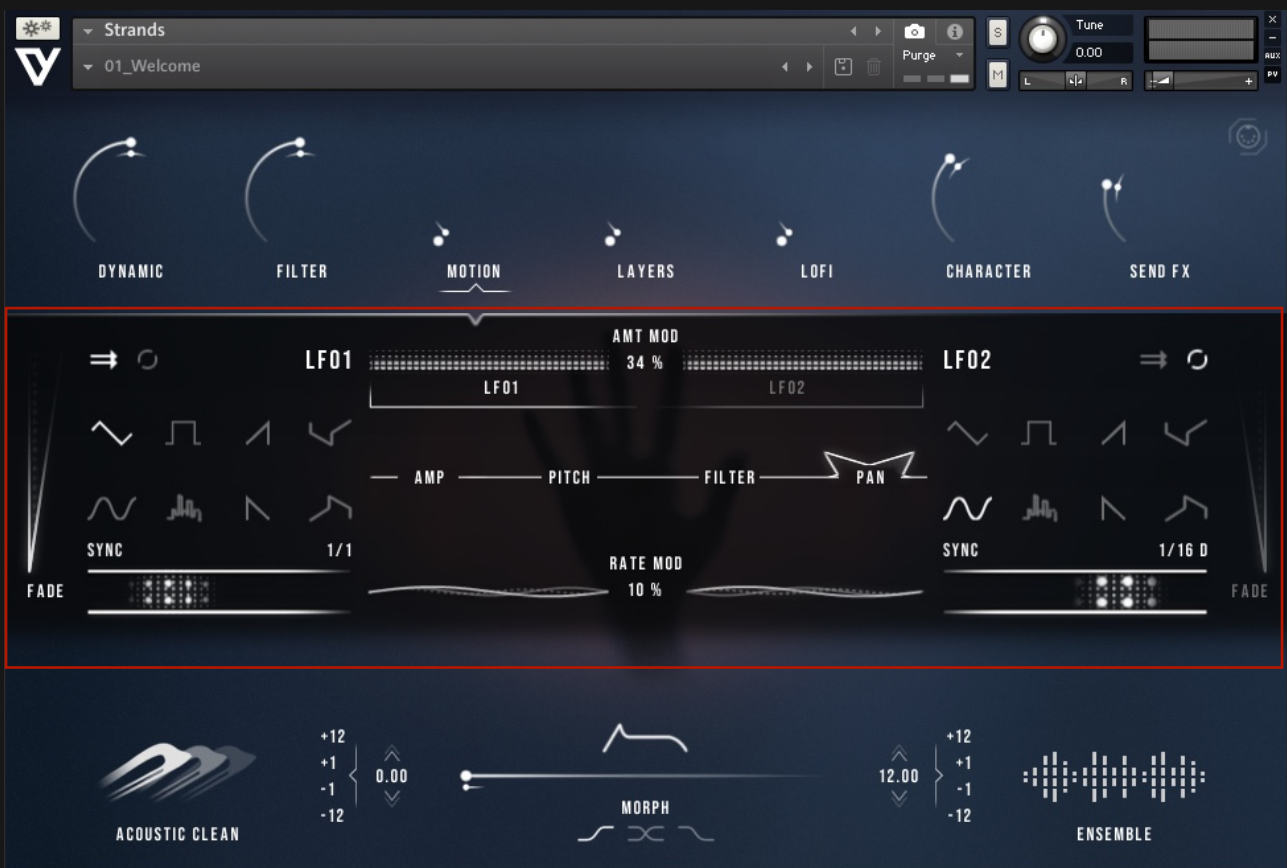 Strands
01_Welcome
Purge
S
M
Tune
0.00
L R
- +
AUX
PV
DYNAMIC FILTER MOTION LAYERS LOFI CHARACTER SEND FX
AMT MOD
LFO1 34 % LFO2
LFO1 LFO2
AMP PITCH FILTER PAN
SYNC 1/1 SYNC 1/16 D
RATE MOD
FADE 10 % FADE
+12 +12
+1 0.00 12.00 +1
-1 -1
-12 -12
MORPH
ACOUSTIC CLEAN ENSEMBLE